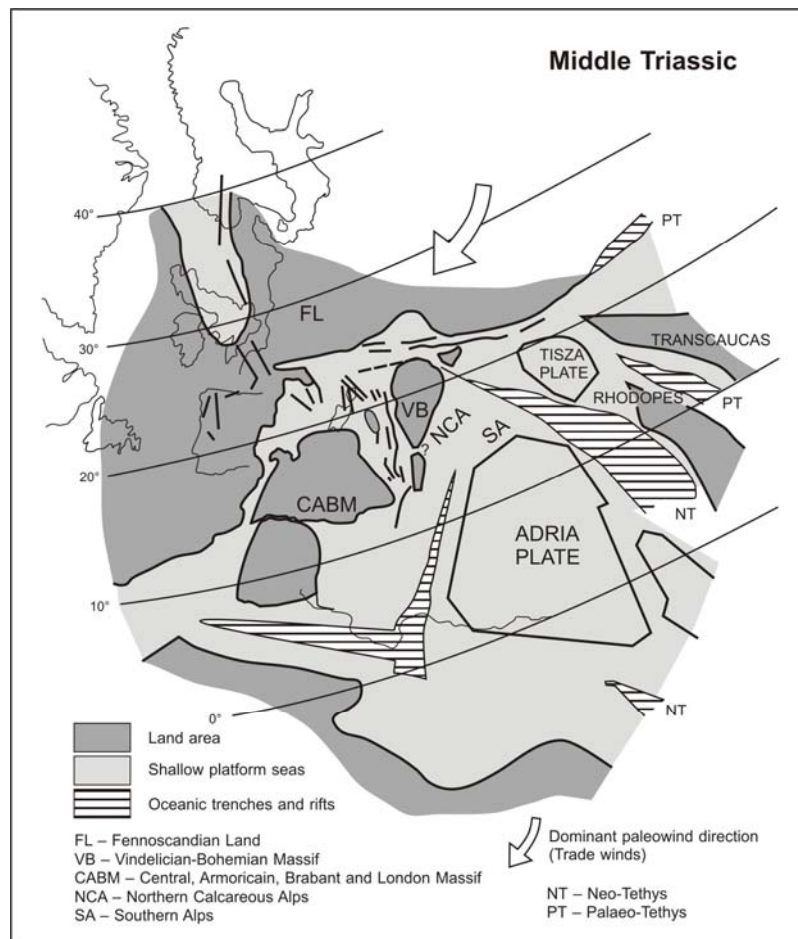 Middle Triassic
40°
PT
30°
FL
TRANSCAUCAS
TISZA
PLATE
VB
RHODOPES
PT
NCA
SA
20°
CABM
NT
ADRIA
PLATE
10°
0°
NT
Land area
Shallow platform seas
Oceanic trenches and rifts
FL – Fennoscandian Land
VB – Vindelician-Bohemian Massif
CABM – Central, Armoricain, Brabant and London Massif
NCA – Northern Calcareous Alps
SA – Southern Alps
Dominant paleowind direction
(Trade winds)
NT – Neo-Tethys
PT – Palaeo-Tethys